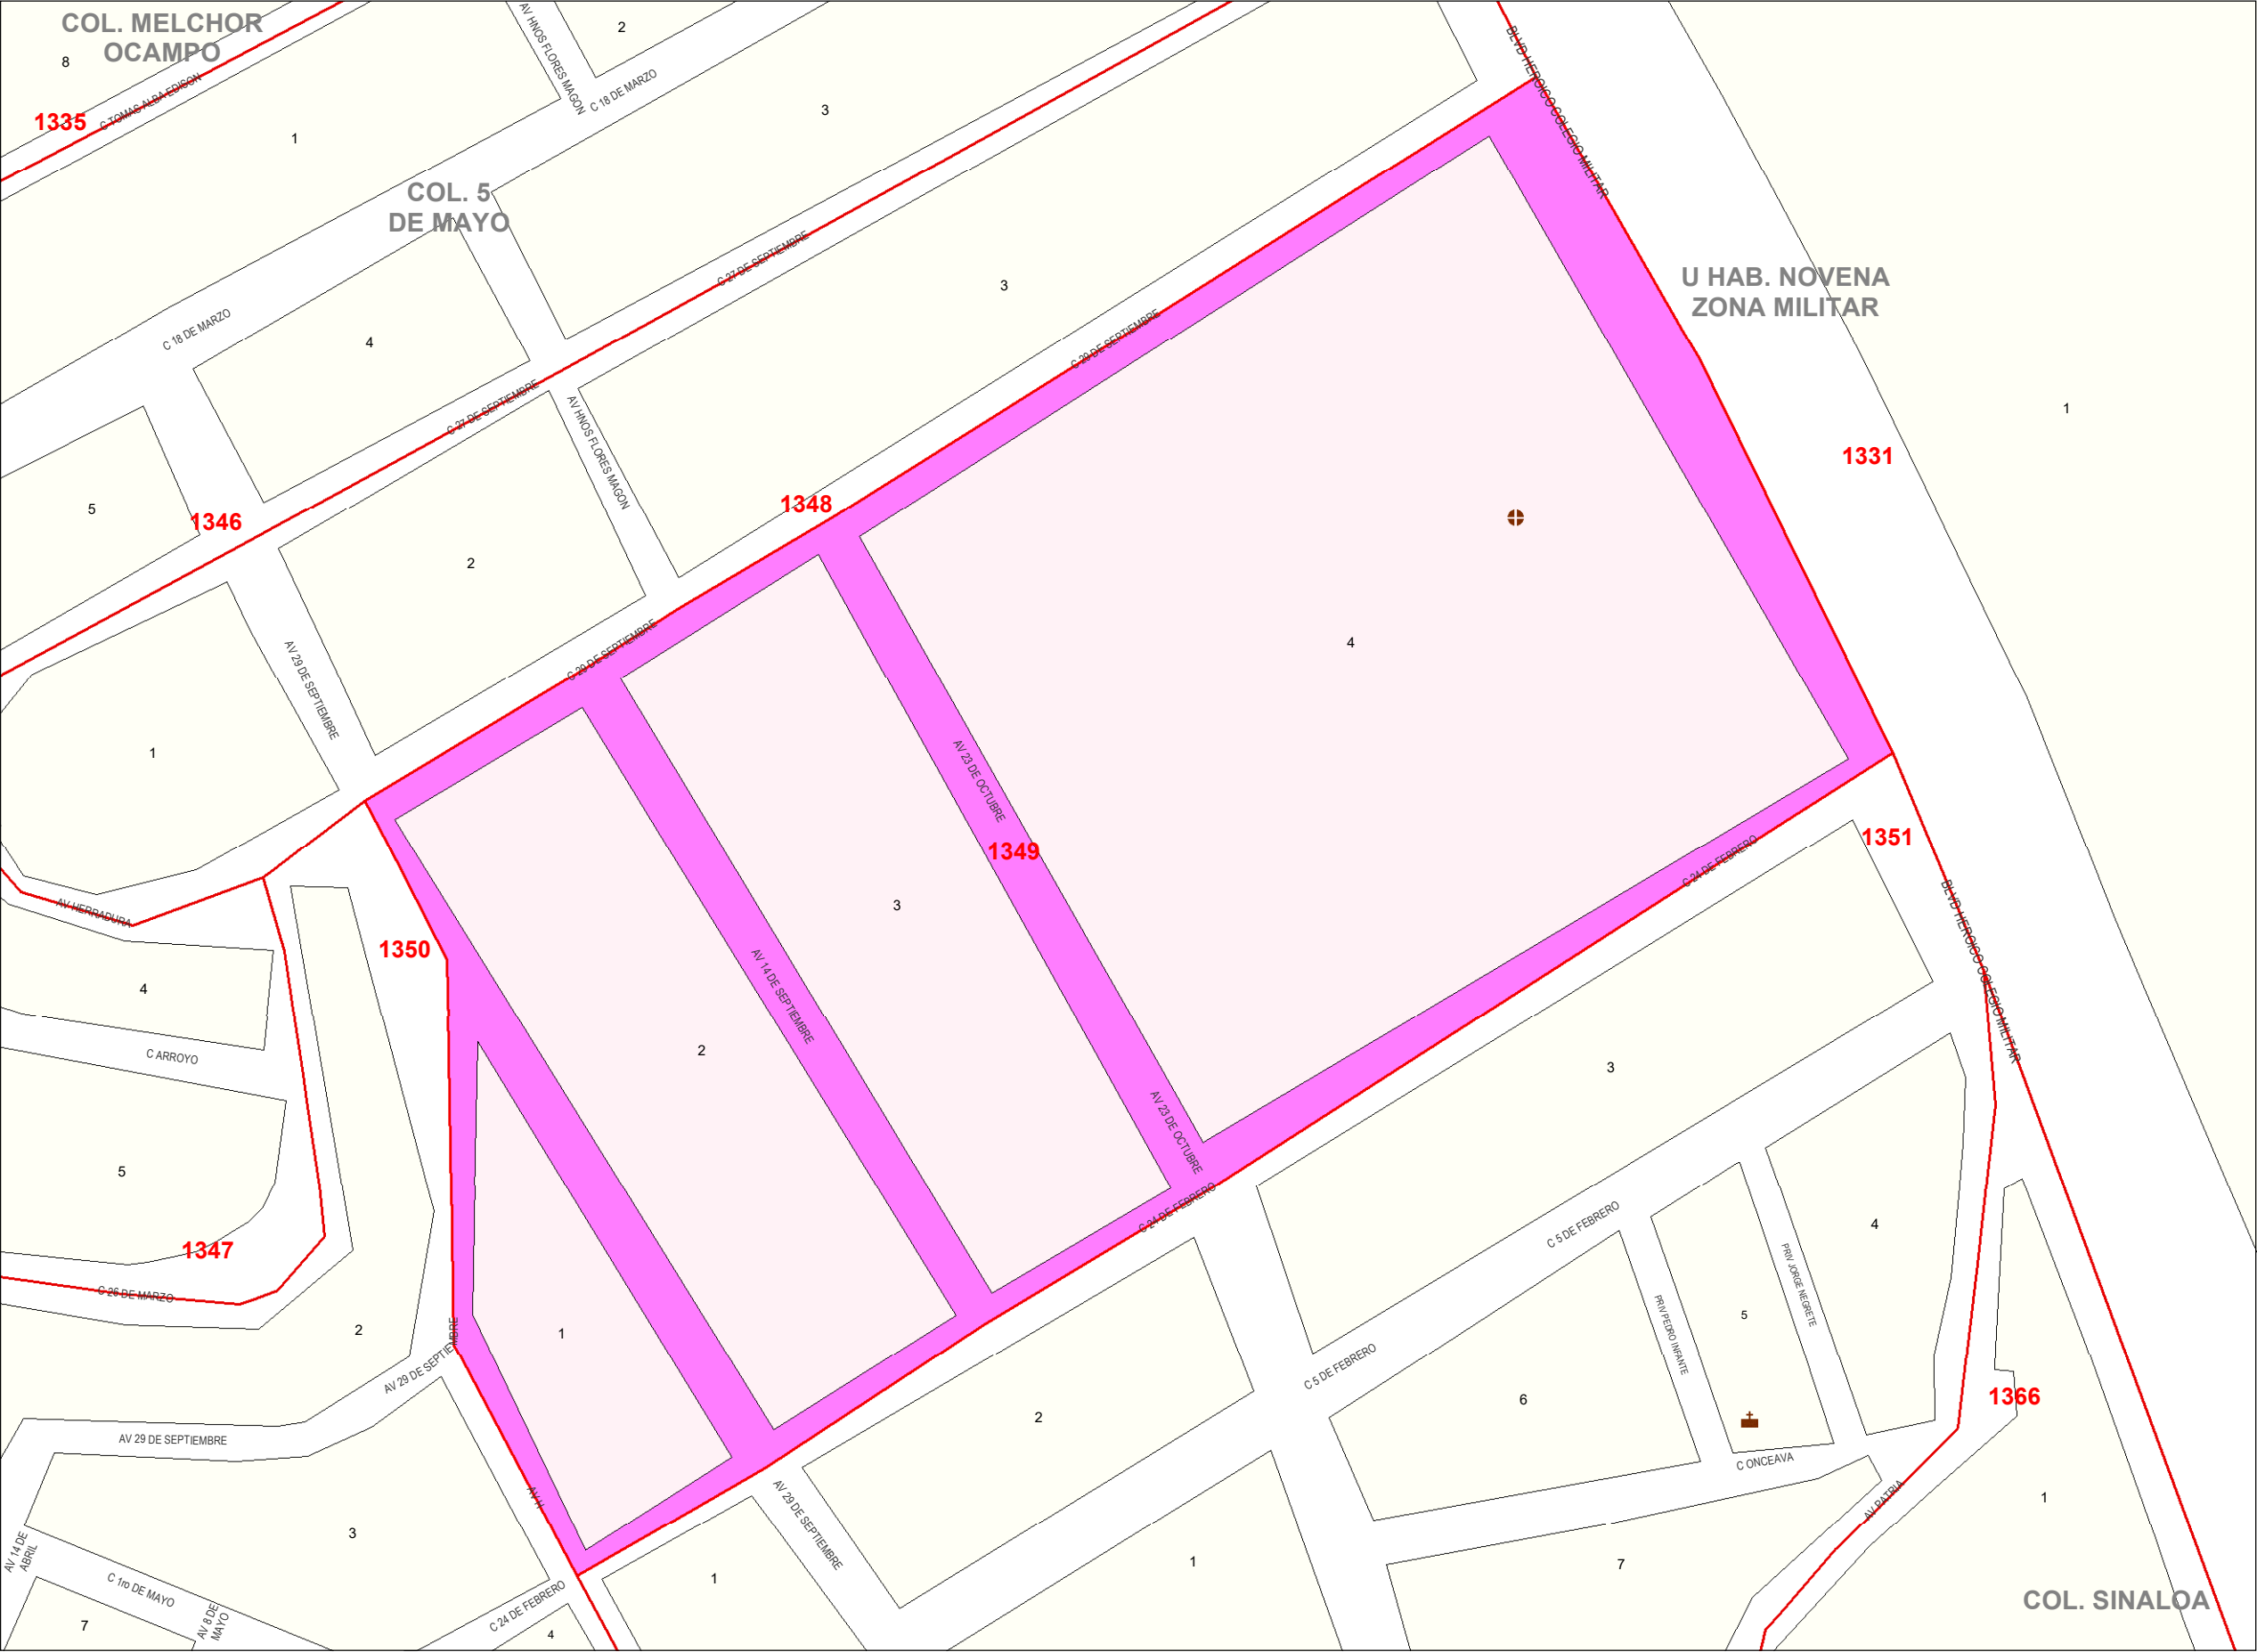 COL. MELCHOR
OCAMPO
8
1335
C TOMAS ALBA EDISON
1
AV HNOS FLORES MAGON
2
C 18 DE MARZO
3
BLVD HEROICO COLEGIO MILITAR
COL. 5
DE MAYO
C 27 DE SEPTIEMBRE
3
U HAB. NOVENA
ZONA MILITAR
C 18 DE MARZO
4
C 29 DE SEPTIEMBRE
C 27 DE SEPTIEMBRE
AV HNOS FLORES MAGON
1
1331
5
1346
1348
2
C 29 DE SEPTIEMBRE
4
AV 29 DE SEPTIEMBRE
1
AV 23 DE OCTUBRE
1349
1351
C 24 DE FEBRERO
3
AV HERRADURA
1350
BLVD HEROICO COLEGIO MILITAR
4
AV 14 DE SEPTIEMBRE
2
C ARROYO
3
AV 23 DE OCTUBRE
5
C 24 DE FEBRERO
C 5 DE FEBRERO
4
1347
C 26 DE MARZO
2
1
AV 29 DE SEPTIEMBRE
PRIV PEDRO INFANTE
5
PRIV JORGE NEGRETE
C 5 DE FEBRERO
6
1366
2
AV 29 DE SEPTIEMBRE
C ONCEAVA
AV H
AV 29 DE SEPTIEMBRE
AV PATRIA
1
3
AV 14 DE
ABRIL
C 1ro DE MAYO
AV 8 DE
MAYO
C 24 DE FEBRERO
1
1
7
7
4
COL. SINALOA